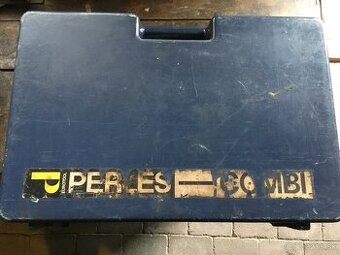 P PERLES — COMBI